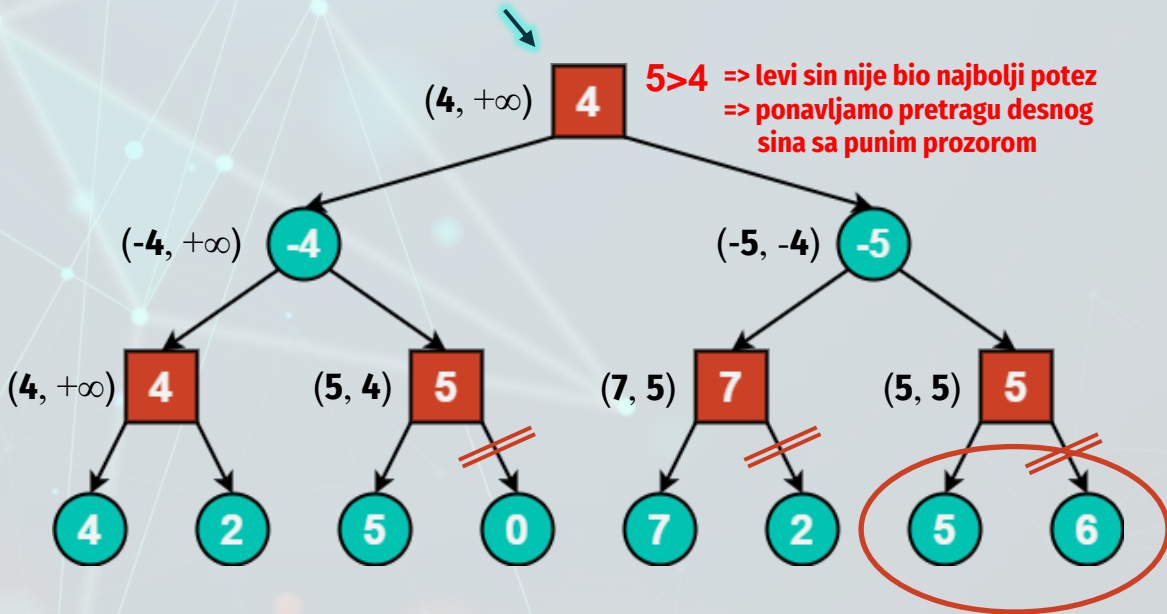 (4, +∞) 4 5>4 => levi sin nije bio najbolji potez
=> ponavljamo pretragu desnog
sina sa punim prozorom
(-4, +∞) -4 (-5, -4) -5
(4, +∞) 4 (5, 4) 5 (7, 5) 7 (5, 5) 5
4 2 5 0 7 2 5 6